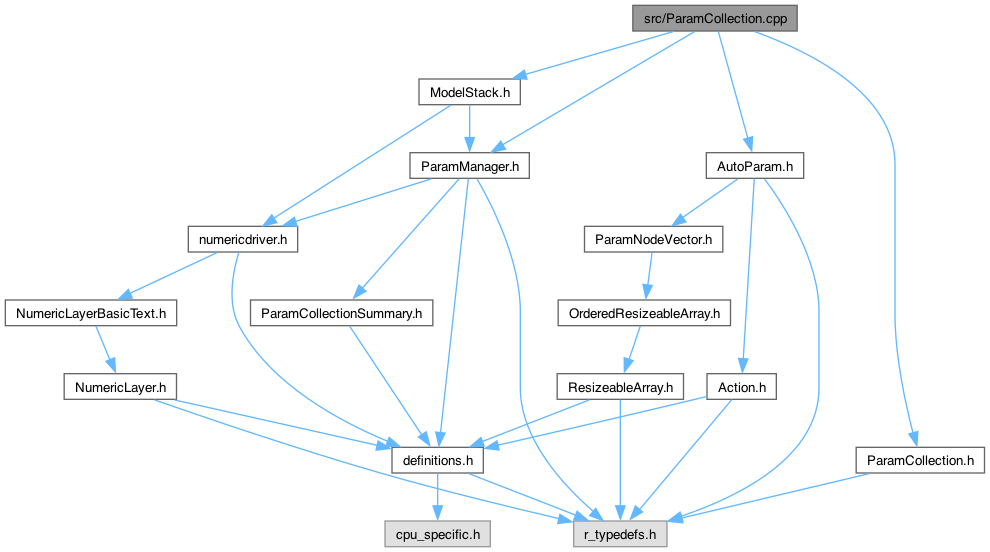 src/ParamCollection.cpp
ModelStack.h
ParamManager.h
AutoParam.h
numericdriver.h
ParamNodeVector.h
NumericLayerBasicText.h
ParamCollectionSummary.h
OrderedResizeableArray.h
NumericLayer.h
ResizeableArray.h
Action.h
definitions.h
ParamCollection.h
cpu_specific.h
r_typedefs.h